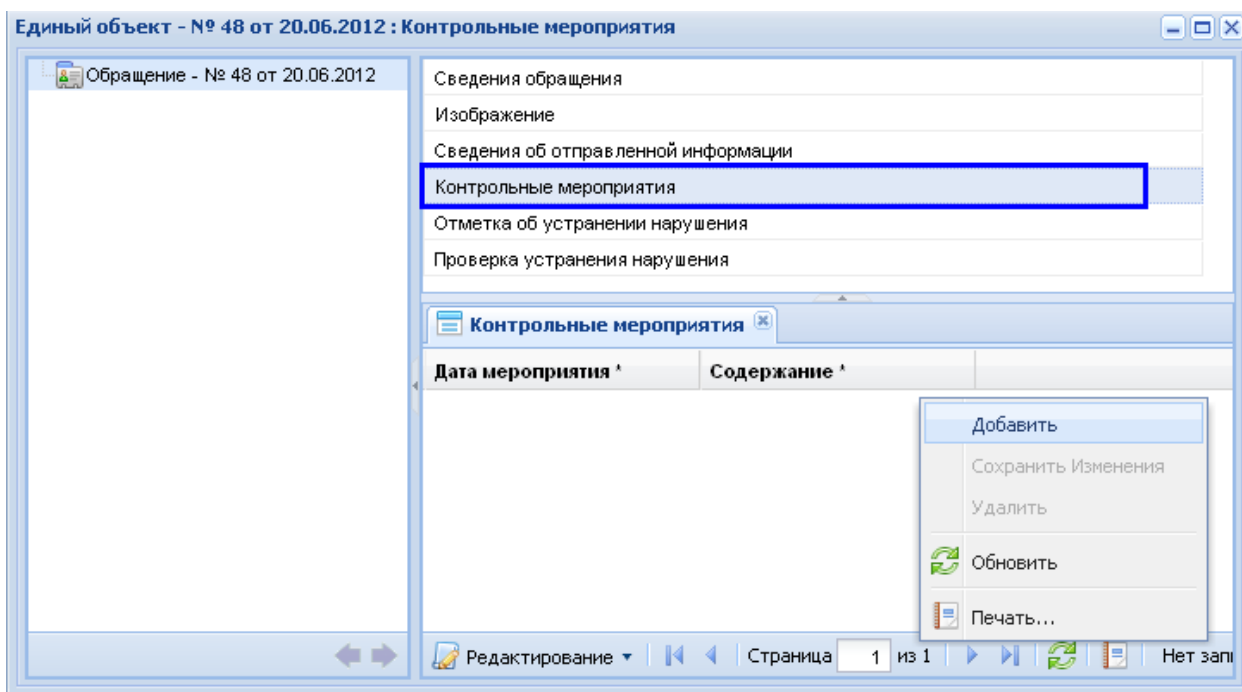 Единый объект - № 48 от 20.06.2012 : Контрольные мероприятия
Обращение - № 48 от 20.06.2012
Сведения обращения
Изображение
Сведения об отправленной информации
Контрольные мероприятия
Отметка об устранении нарушения
Проверка устранения нарушения
Контрольные мероприятия
Дата мероприятия * Содержание *
Добавить
Сохранить Изменения
Удалить
Обновить
Печать...
Редактирование Страница 1 из 1 Нет